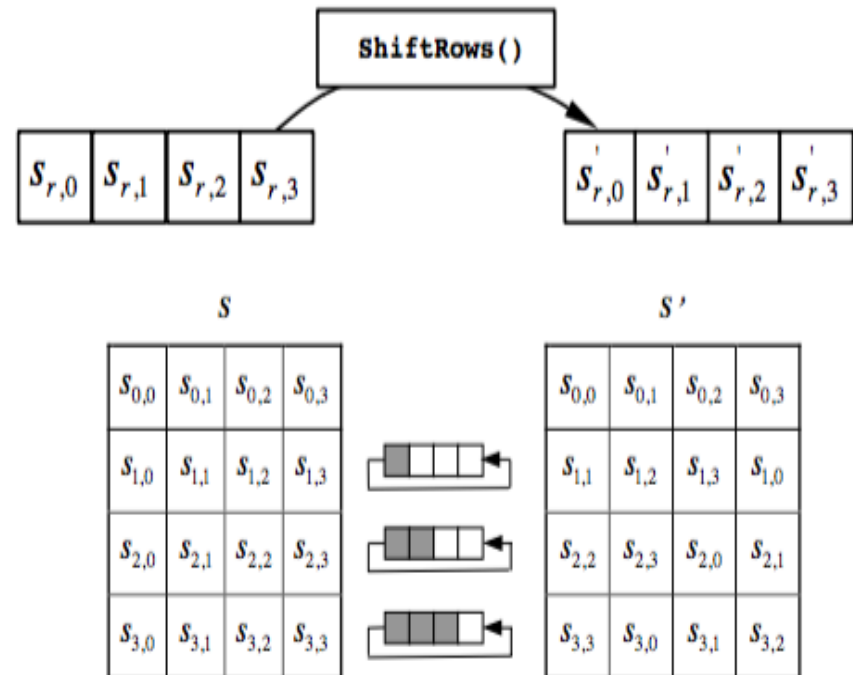 ShiftRows()
S_{r,0} S_{r,1} S_{r,2} S_{r,3} S'_{r,0} S'_{r,1} S'_{r,2} S'_{r,3}
S S'
S_{0,0} S_{0,1} S_{0,2} S_{0,3} S_{0,0} S_{0,1} S_{0,2} S_{0,3}
S_{1,0} S_{1,1} S_{1,2} S_{1,3} S_{1,1} S_{1,2} S_{1,3} S_{1,0}
S_{2,0} S_{2,1} S_{2,2} S_{2,3} S_{2,2} S_{2,3} S_{2,0} S_{2,1}
S_{3,0} S_{3,1} S_{3,2} S_{3,3} S_{3,3} S_{3,0} S_{3,1} S_{3,2}